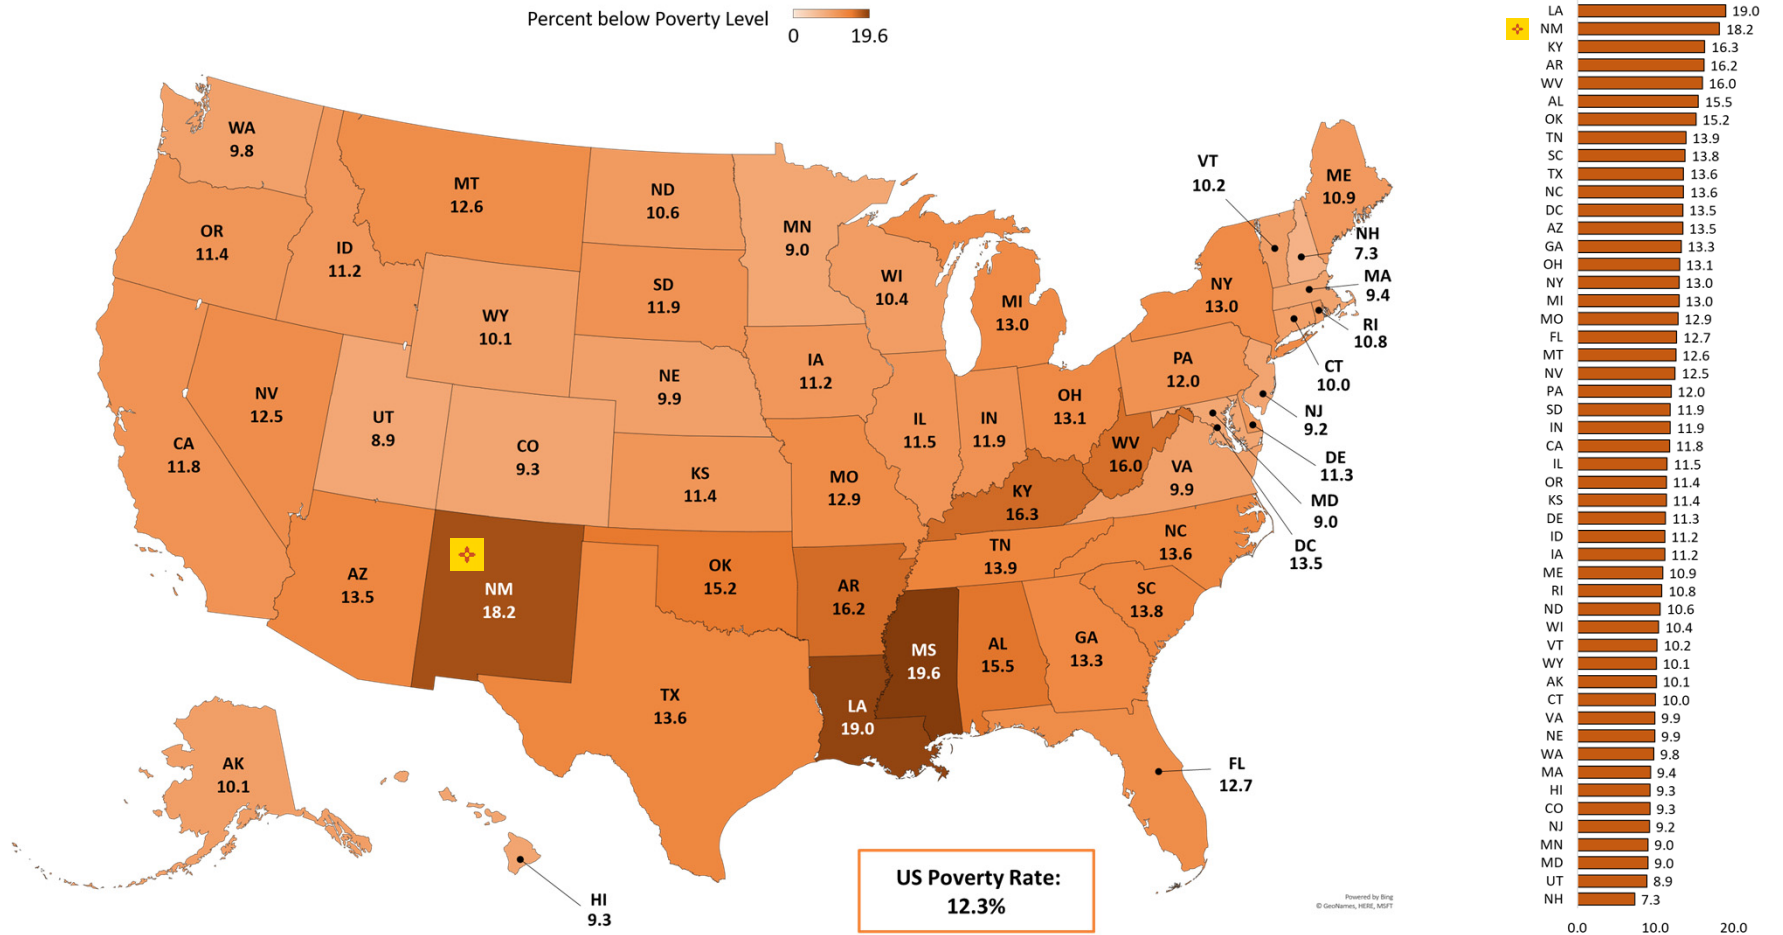 Percent below Poverty Level
0 19.6
WA
9.8
OR
11.4
CA
11.8
ID
11.2
NV
12.5
MT
12.6
WY
10.1
UT
8.9
CO
9.3
AZ
13.5
NM
18.2
ND
10.6
SD
11.9
NE
9.9
KS
11.4
OK
15.2
TX
13.6
MN
9.0
IA
11.2
MO
12.9
AR
16.2
LA
19.0
WI
10.4
IL
11.5
MI
13.0
IN
11.9
OH
13.1
KY
16.3
TN
13.9
MS
19.6
AL
15.5
GA
13.3
FL
12.7
SC
13.8
NC
13.6
VA
9.9
WV
16.0
PA
12.0
NY
13.0
VT
10.2
ME
10.9
NH
7.3
MA
9.4
RI
10.8
CT
10.0
NJ
9.2
DE
11.3
MD
9.0
DC
13.5
AK
10.1
HI
9.3
US Poverty Rate:
12.3%
Powered by Bing
© GeoNames, HERE, MSFT
LA 19.0
NM 18.2
KY 16.3
AR 16.2
WV 16.0
AL 15.5
OK 15.2
TN 13.9
SC 13.8
TX 13.6
NC 13.6
DC 13.5
AZ 13.5
GA 13.3
OH 13.1
NY 13.0
MI 13.0
MO 12.9
FL 12.7
MT 12.6
NV 12.5
PA 12.0
SD 11.9
IN 11.9
CA 11.8
IL 11.5
OR 11.4
KS 11.4
DE 11.3
ID 11.2
IA 11.2
ME 10.9
RI 10.8
ND 10.6
WI 10.4
VT 10.2
WY 10.1
AK 10.1
CT 10.0
VA 9.9
NE 9.9
WA 9.8
MA 9.4
HI 9.3
CO 9.3
NJ 9.2
MN 9.0
MD 9.0
UT 8.9
NH 7.3
0.0 10.0 20.0